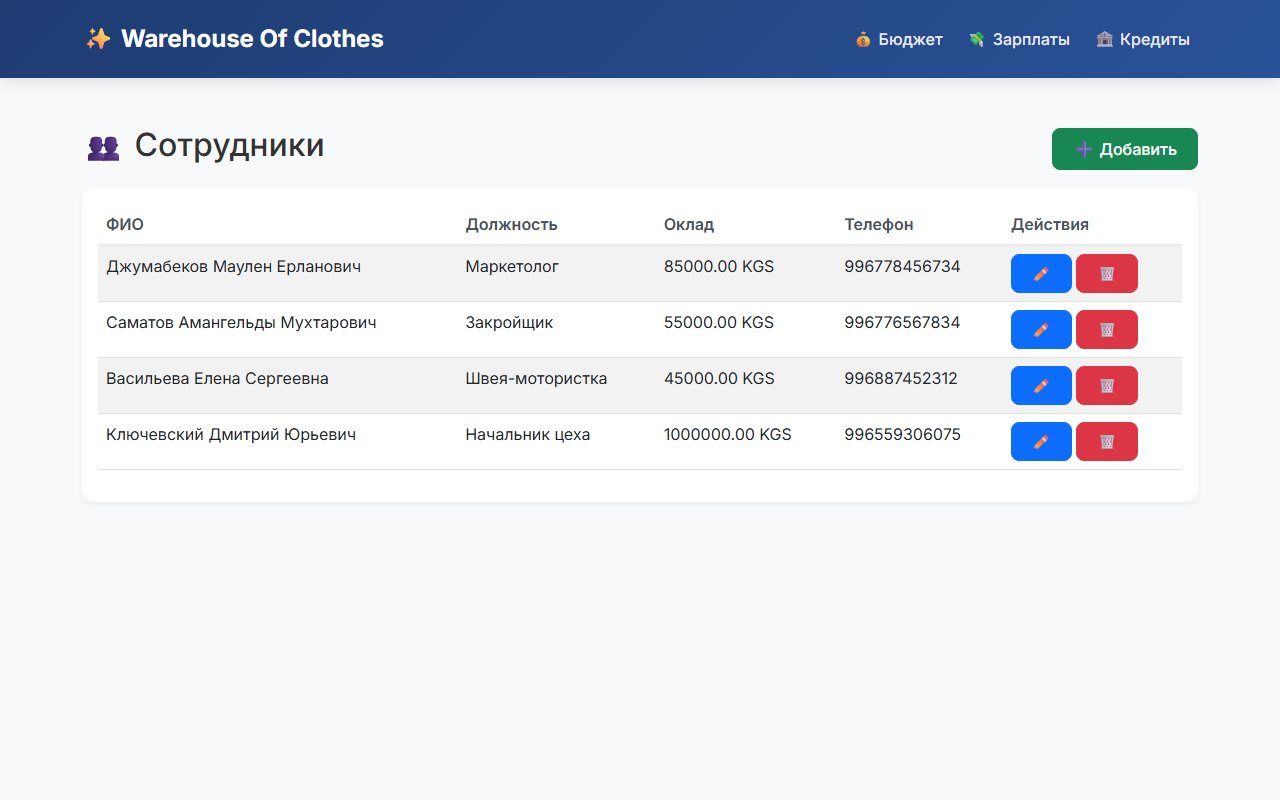 ✨ Warehouse Of Clothes 💰 Бюджет 💸 Зарплаты 🏦 Кредиты
👥 Сотрудники ➕ Добавить
ФИО Должность Оклад Телефон Действия
Джумабеков Маулен Ерланович Маркетолог 85000.00 KGS 996778456734
Саматов Амангельды Мухтарович Закройщик 55000.00 KGS 996776567834
Васильева Елена Сергеевна Швея-мотористка 45000.00 KGS 996887452312
Ключевский Дмитрий Юрьевич Начальник цеха 1000000.00 KGS 996559306075